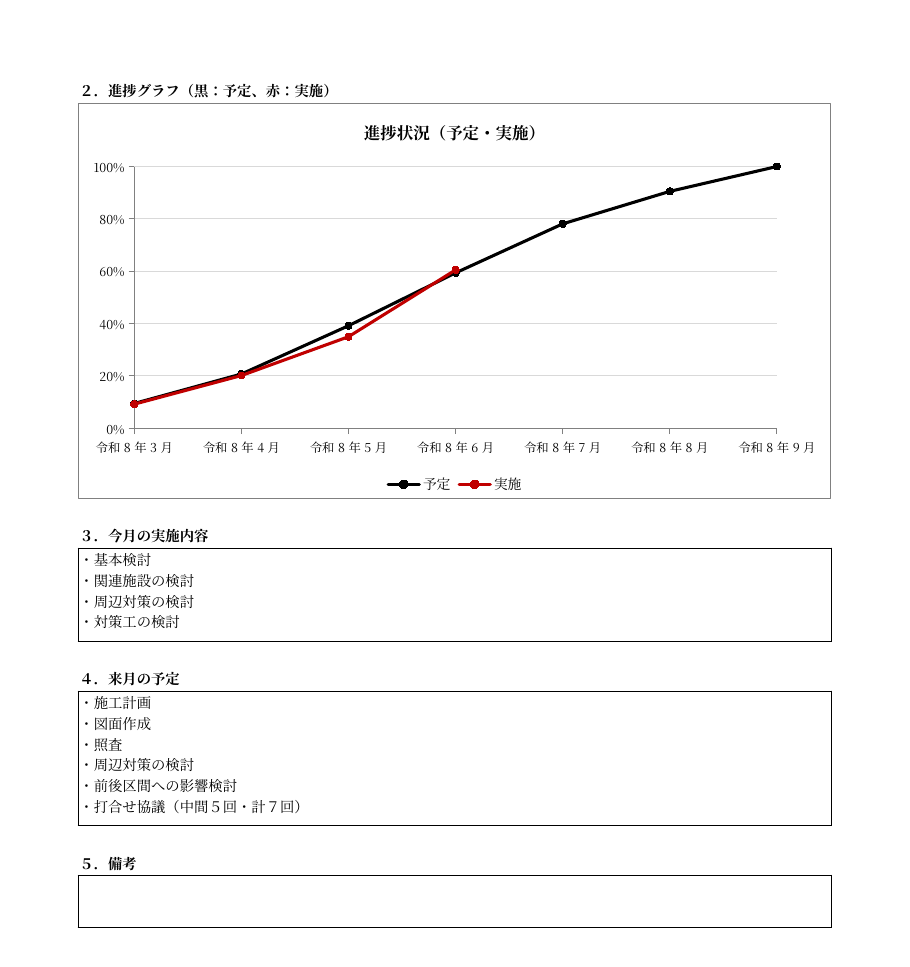 ２．進捗グラフ（黒：予定、赤：実施）
進捗状況（予定・実施）
100%
80%
60%
40%
20%
0%
令和８年３月 令和８年４月 令和８年５月 令和８年６月 令和８年７月 令和８年８月 令和８年９月
予定 実施
３．今月の実施内容
・基本検討
・関連施設の検討
・周辺対策の検討
・対策工の検討
４．来月の予定
・施工計画
・図面作成
・照査
・周辺対策の検討
・前後区間への影響検討
・打合せ協議（中間５回・計７回）
５．備考